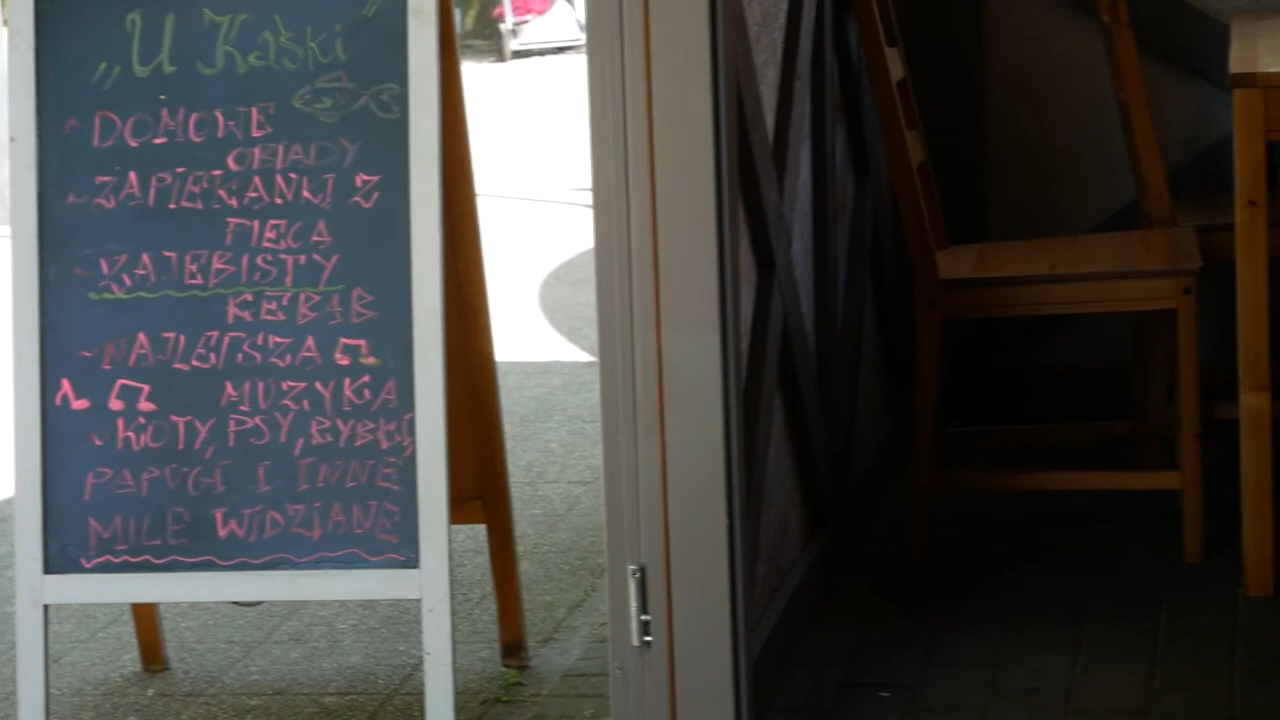 „U Kaśki”
- DOMOWE
OBIADY
- ZAPIEKANKI Z
PIECA
- ZAJEBISTY
KEBAB
- NAJLEPSZA ♫
♪ ♫ MUZYKA
- KOTY, PSY, RYBKI,
PAPUGI I INNE
MILE WIDZIANE